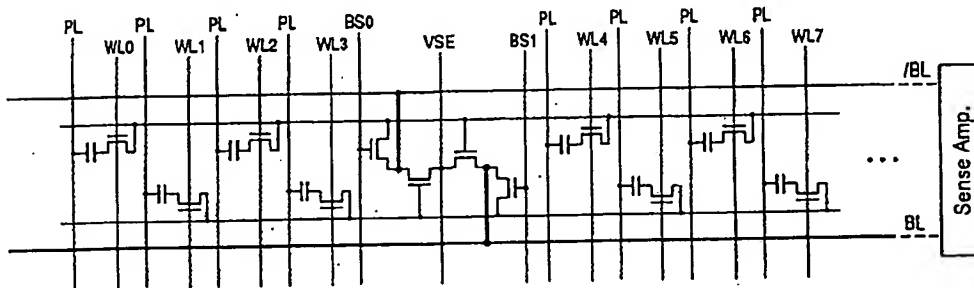 PL PL PL PL BS0 PL PL PL PL
WL0 WL1 WL2 WL3 VSE BS1 WL4 WL5 WL6 WL7
/BL
...
BL
Sense Amp.